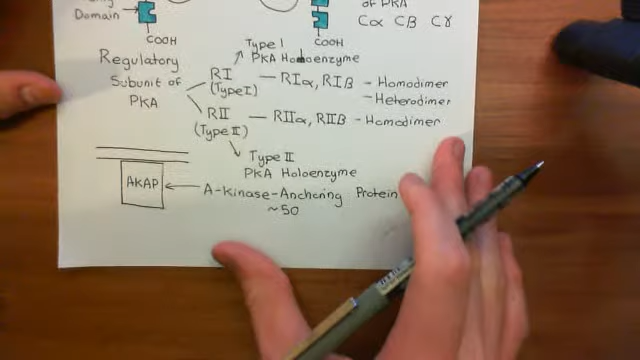 Domain
COOH
COOH
of PKA
Cα Cβ Cγ
Regulatory
Subunit of
PKA
Type I
PKA Holoenzyme
RI
(Type I)
RIα, RIβ - Homodimer
- Heterodimer
RII
(Type II)
RIIα, RIIβ - Homodimer
Type II
PKA Holoenzyme
AKAP
A-Kinase-Anchoring Protein
~50